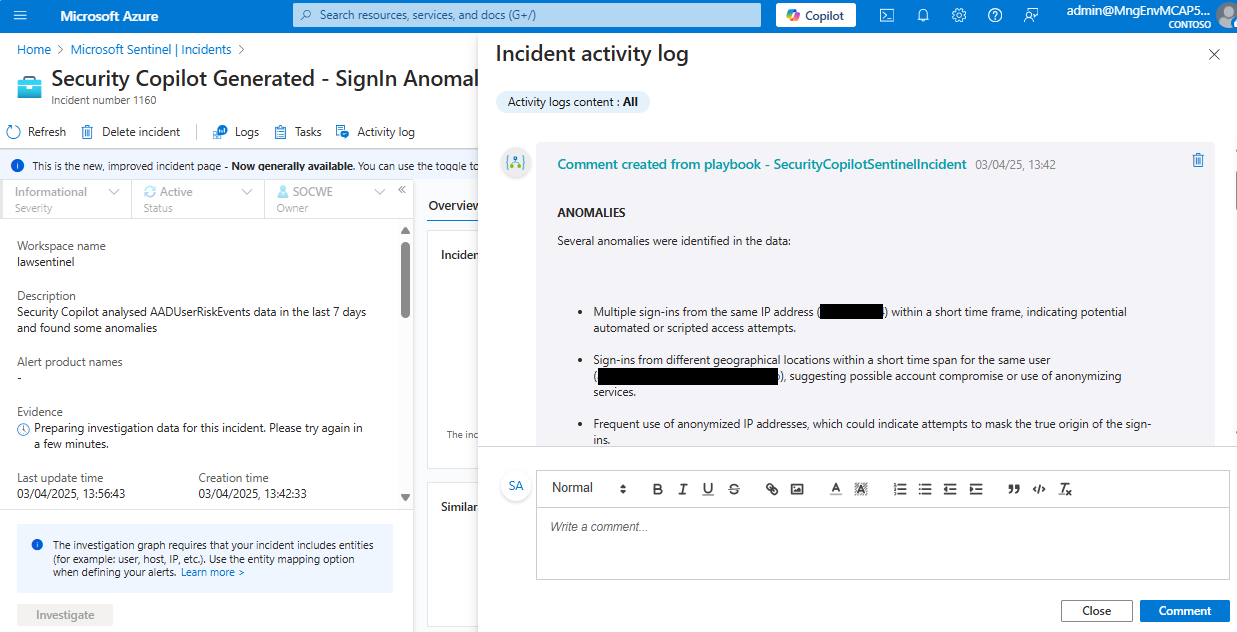 Microsoft Azure
Search resources, services, and docs (G+/)
Copilot
admin@MngEnvMCAP5...
CONTOSO
Home > Microsoft Sentinel | Incidents >
Security Copilot Generated - SignIn Anomal
Incident number 1160
Refresh
Delete incident
Logs
Tasks
Activity log
This is the new, improved incident page - Now generally available. You can use the toggle to
Informational
Severity
Active
Status
SOCWE
Owner
«
Workspace name
lawsentinel
Description
Security Copilot analysed AADUserRiskEvents data in the last 7 days
and found some anomalies
Alert product names
-
Evidence
Preparing investigation data for this incident. Please try again in
a few minutes.
Last update time
03/04/2025, 13:56:43
Creation time
03/04/2025, 13:42:33
The investigation graph requires that your incident includes entities
(for example: user, host, IP, etc.). Use the entity mapping option
when defining your alerts. Learn more >
Investigate
Overview
Inciden
The inc
Similar
Incident activity log
Activity logs content : All
Comment created from playbook - SecurityCopilotSentinelIncident 03/04/25, 13:42
ANOMALIES
Several anomalies were identified in the data:
• Multiple sign-ins from the same IP address ( ) within a short time frame, indicating potential
automated or scripted access attempts.
• Sign-ins from different geographical locations within a short time span for the same user
( ), suggesting possible account compromise or use of anonymizing
services.
• Frequent use of anonymized IP addresses, which could indicate attempts to mask the true origin of the sign-
ins.
SA
Normal
B I U S
A A
Write a comment...
Close
Comment